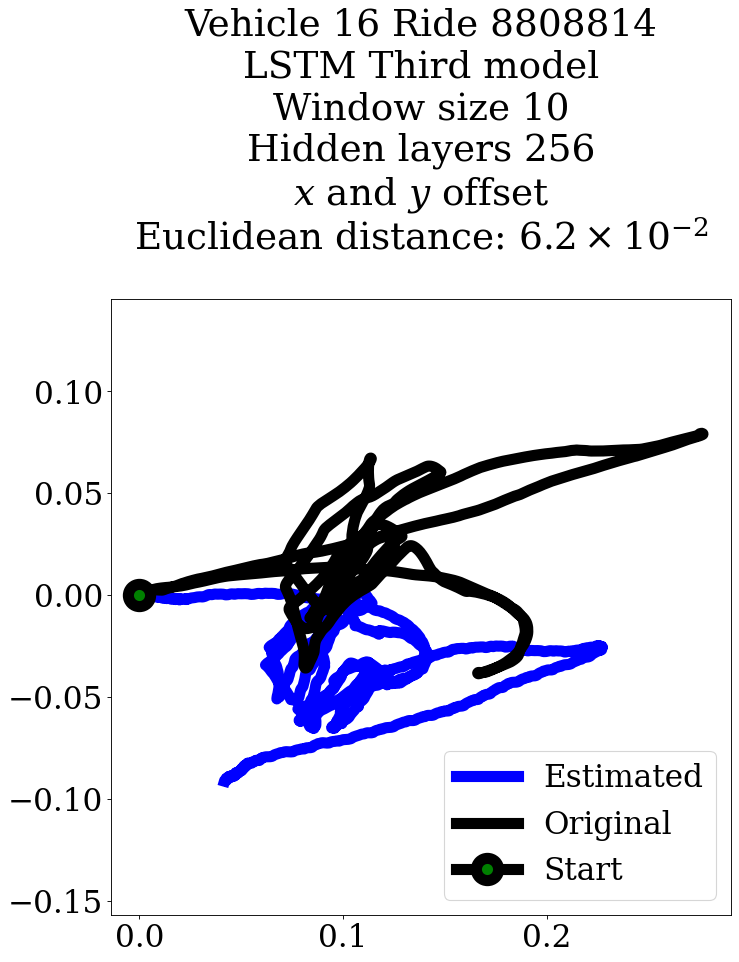 Vehicle 16 Ride 8808814
LSTM Third model
Window size 10
Hidden layers 256
x and y offset
Euclidean distance: 6.2 × 10⁻²
0.10
0.05
0.00
−0.05
−0.10
−0.15
0.0 0.1 0.2
Estimated
Original
Start